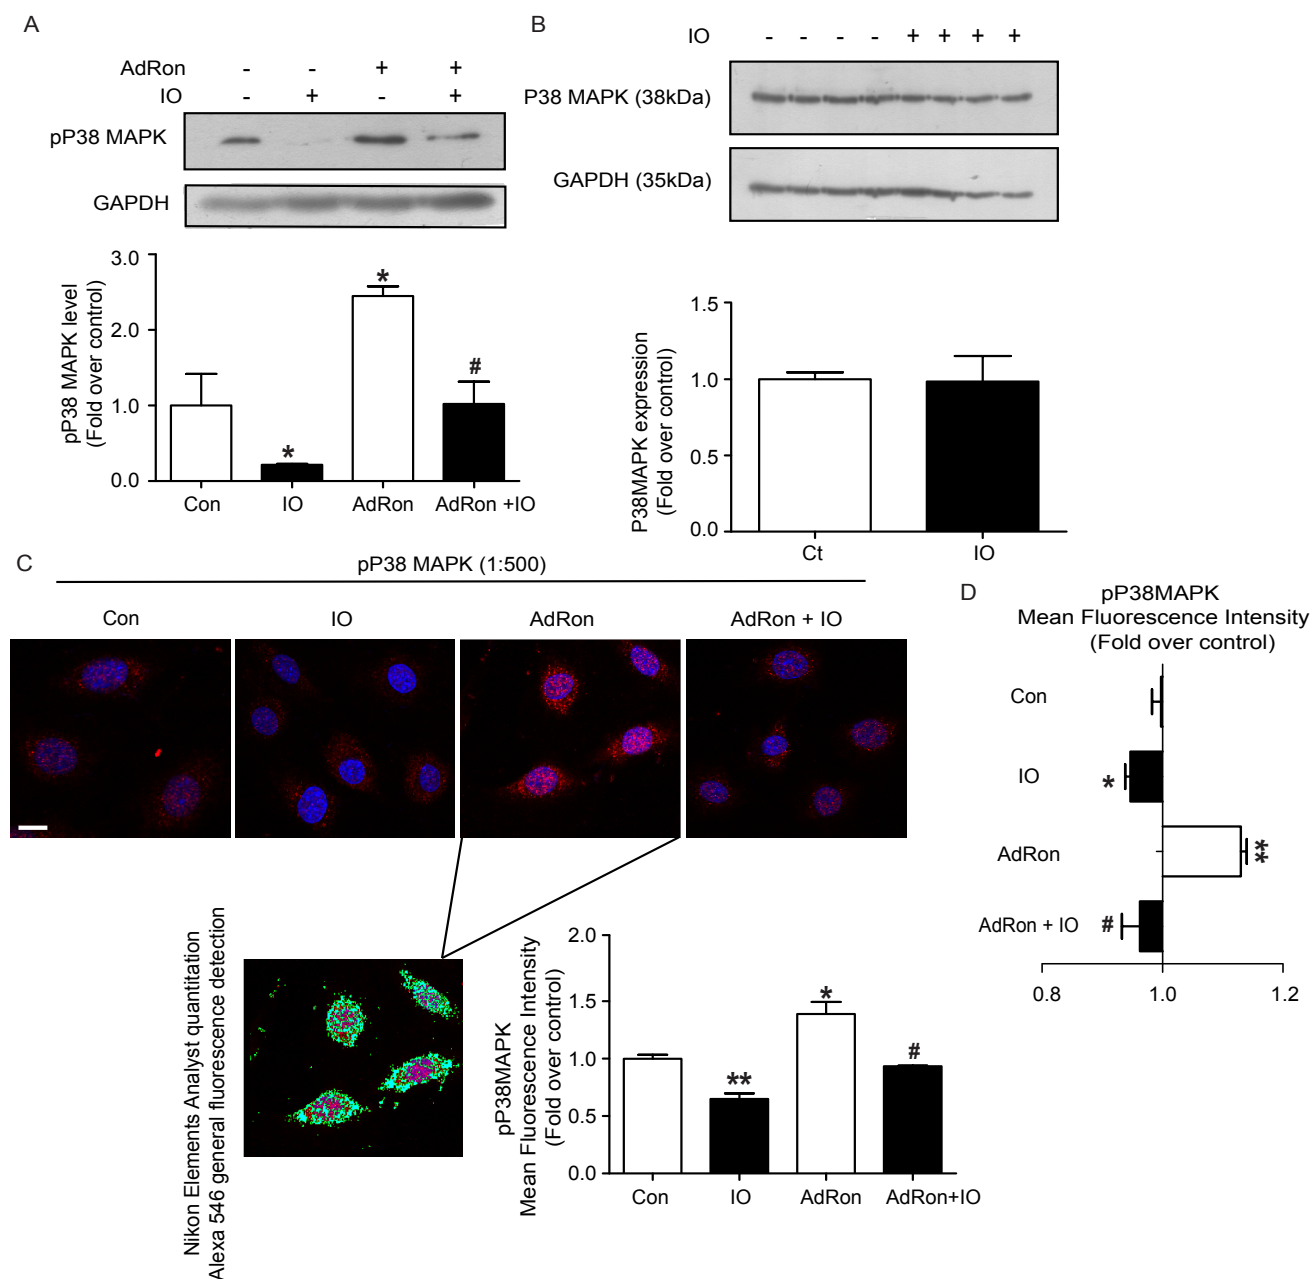 A
AdRon - - + +
IO - + - +
pP38 MAPK
GAPDH
pP38 MAPK level
(Fold over control)
3.0
2.0
1.0
0.0
*
*
#
Con IO AdRon AdRon +IO
B
IO - - - - + + + +
P38 MAPK (38kDa)
GAPDH (35kDa)
P38MAPK expression
(Fold over control)
1.5
1.0
0.5
0.0
Ct IO
C
pP38 MAPK (1:500)
Con IO AdRon AdRon + IO
Nikon Elements Analyst quantitation
Alexa 546 general fluorescence detection
pP38MAPK
Mean Fluorescence Intensity
(Fold over control)
2.0
1.5
1.0
0.5
0.0
**
*
#
Con IO AdRon AdRon+IO
D
pP38MAPK
Mean Fluorescence Intensity
(Fold over control)
Con
IO *
AdRon **
AdRon + IO #
0.8 1.0 1.2